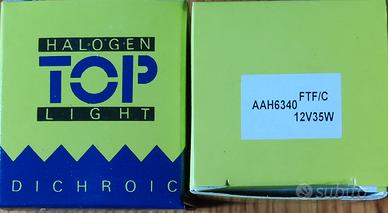 HALOGEN
TOP
LIGHT
DICHROIC
AAH6340 FTF/C
12V35W
subito